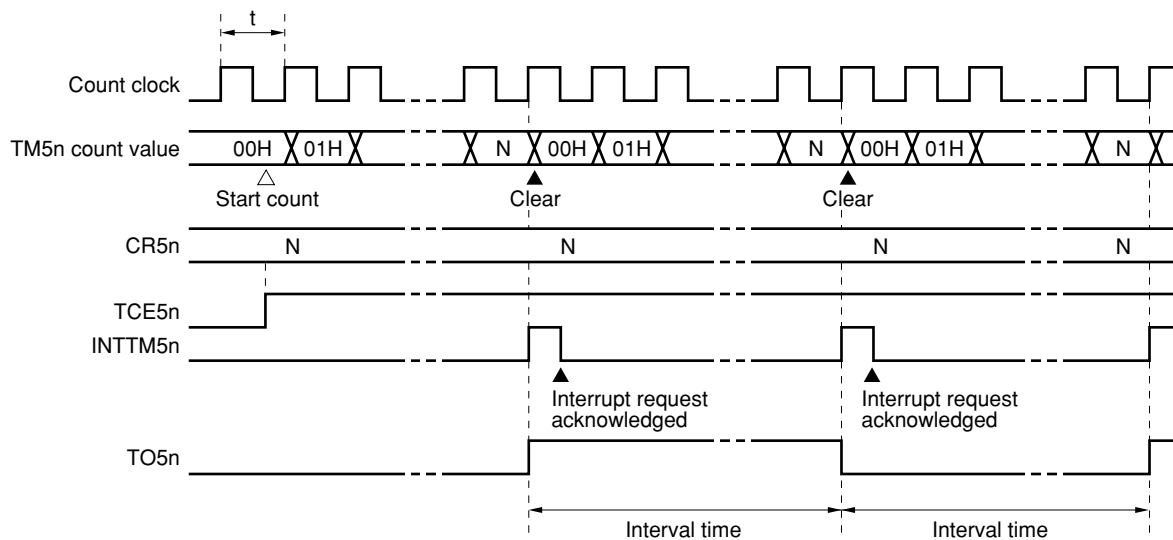 t
Count clock
TM5n count value 00H 01H N 00H 01H N 00H 01H N
Start count Clear Clear
CR5n N N N N
TCE5n
INTTM5n
Interrupt request acknowledged Interrupt request acknowledged
TO5n
Interval time Interval time